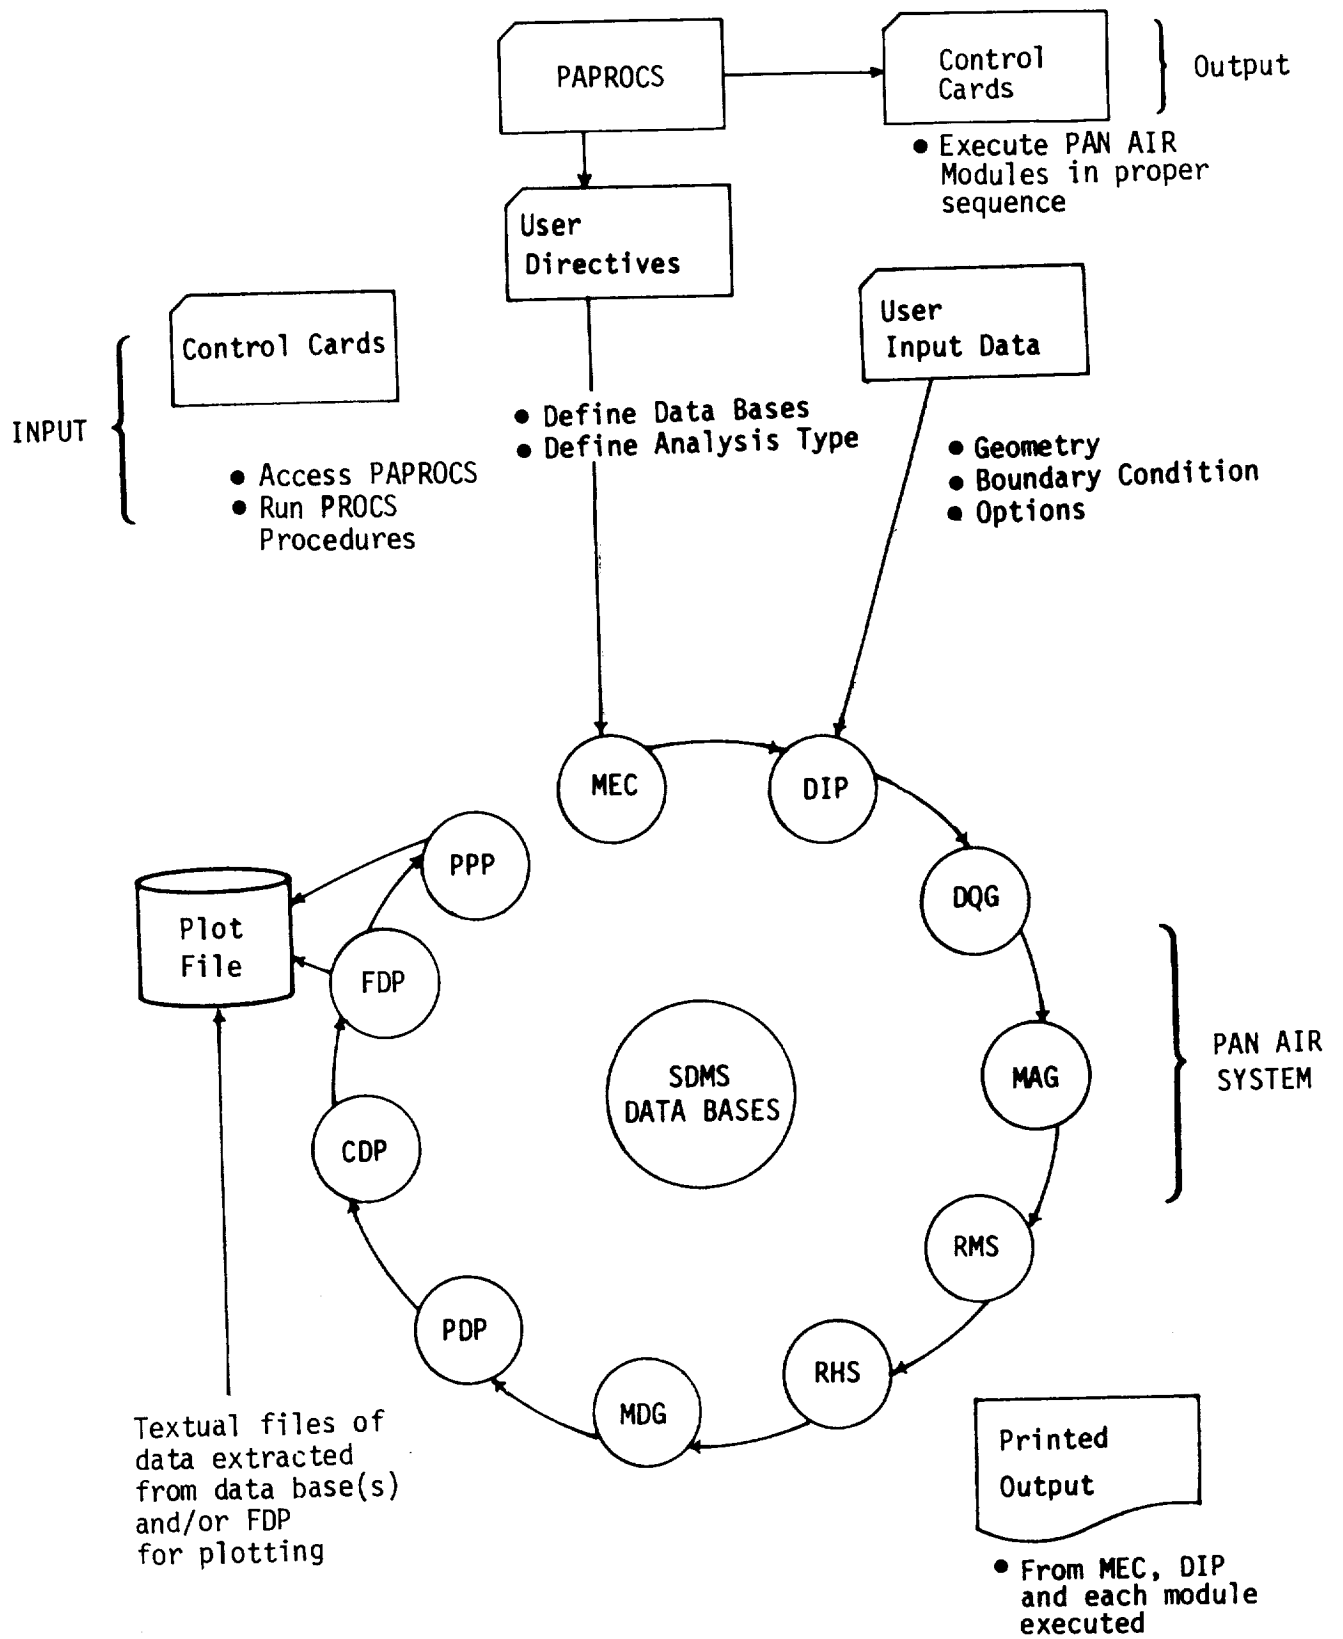 PAPROCS
Control
Cards
Output
● Execute PAN AIR
Modules in proper
sequence
User
Directives
User
Input Data
Control Cards
INPUT
● Access PAPROCS
● Run PROCS
Procedures
● Define Data Bases
● Define Analysis Type
● Geometry
● Boundary Condition
● Options
MEC
DIP
PPP
DQG
Plot
File
FDP
SDMS
DATA BASES
MAG
PAN AIR
SYSTEM
CDP
RMS
PDP
RHS
MDG
Textual files of
data extracted
from data base(s)
and/or FDP
for plotting
Printed
Output
● From MEC, DIP
and each module
executed